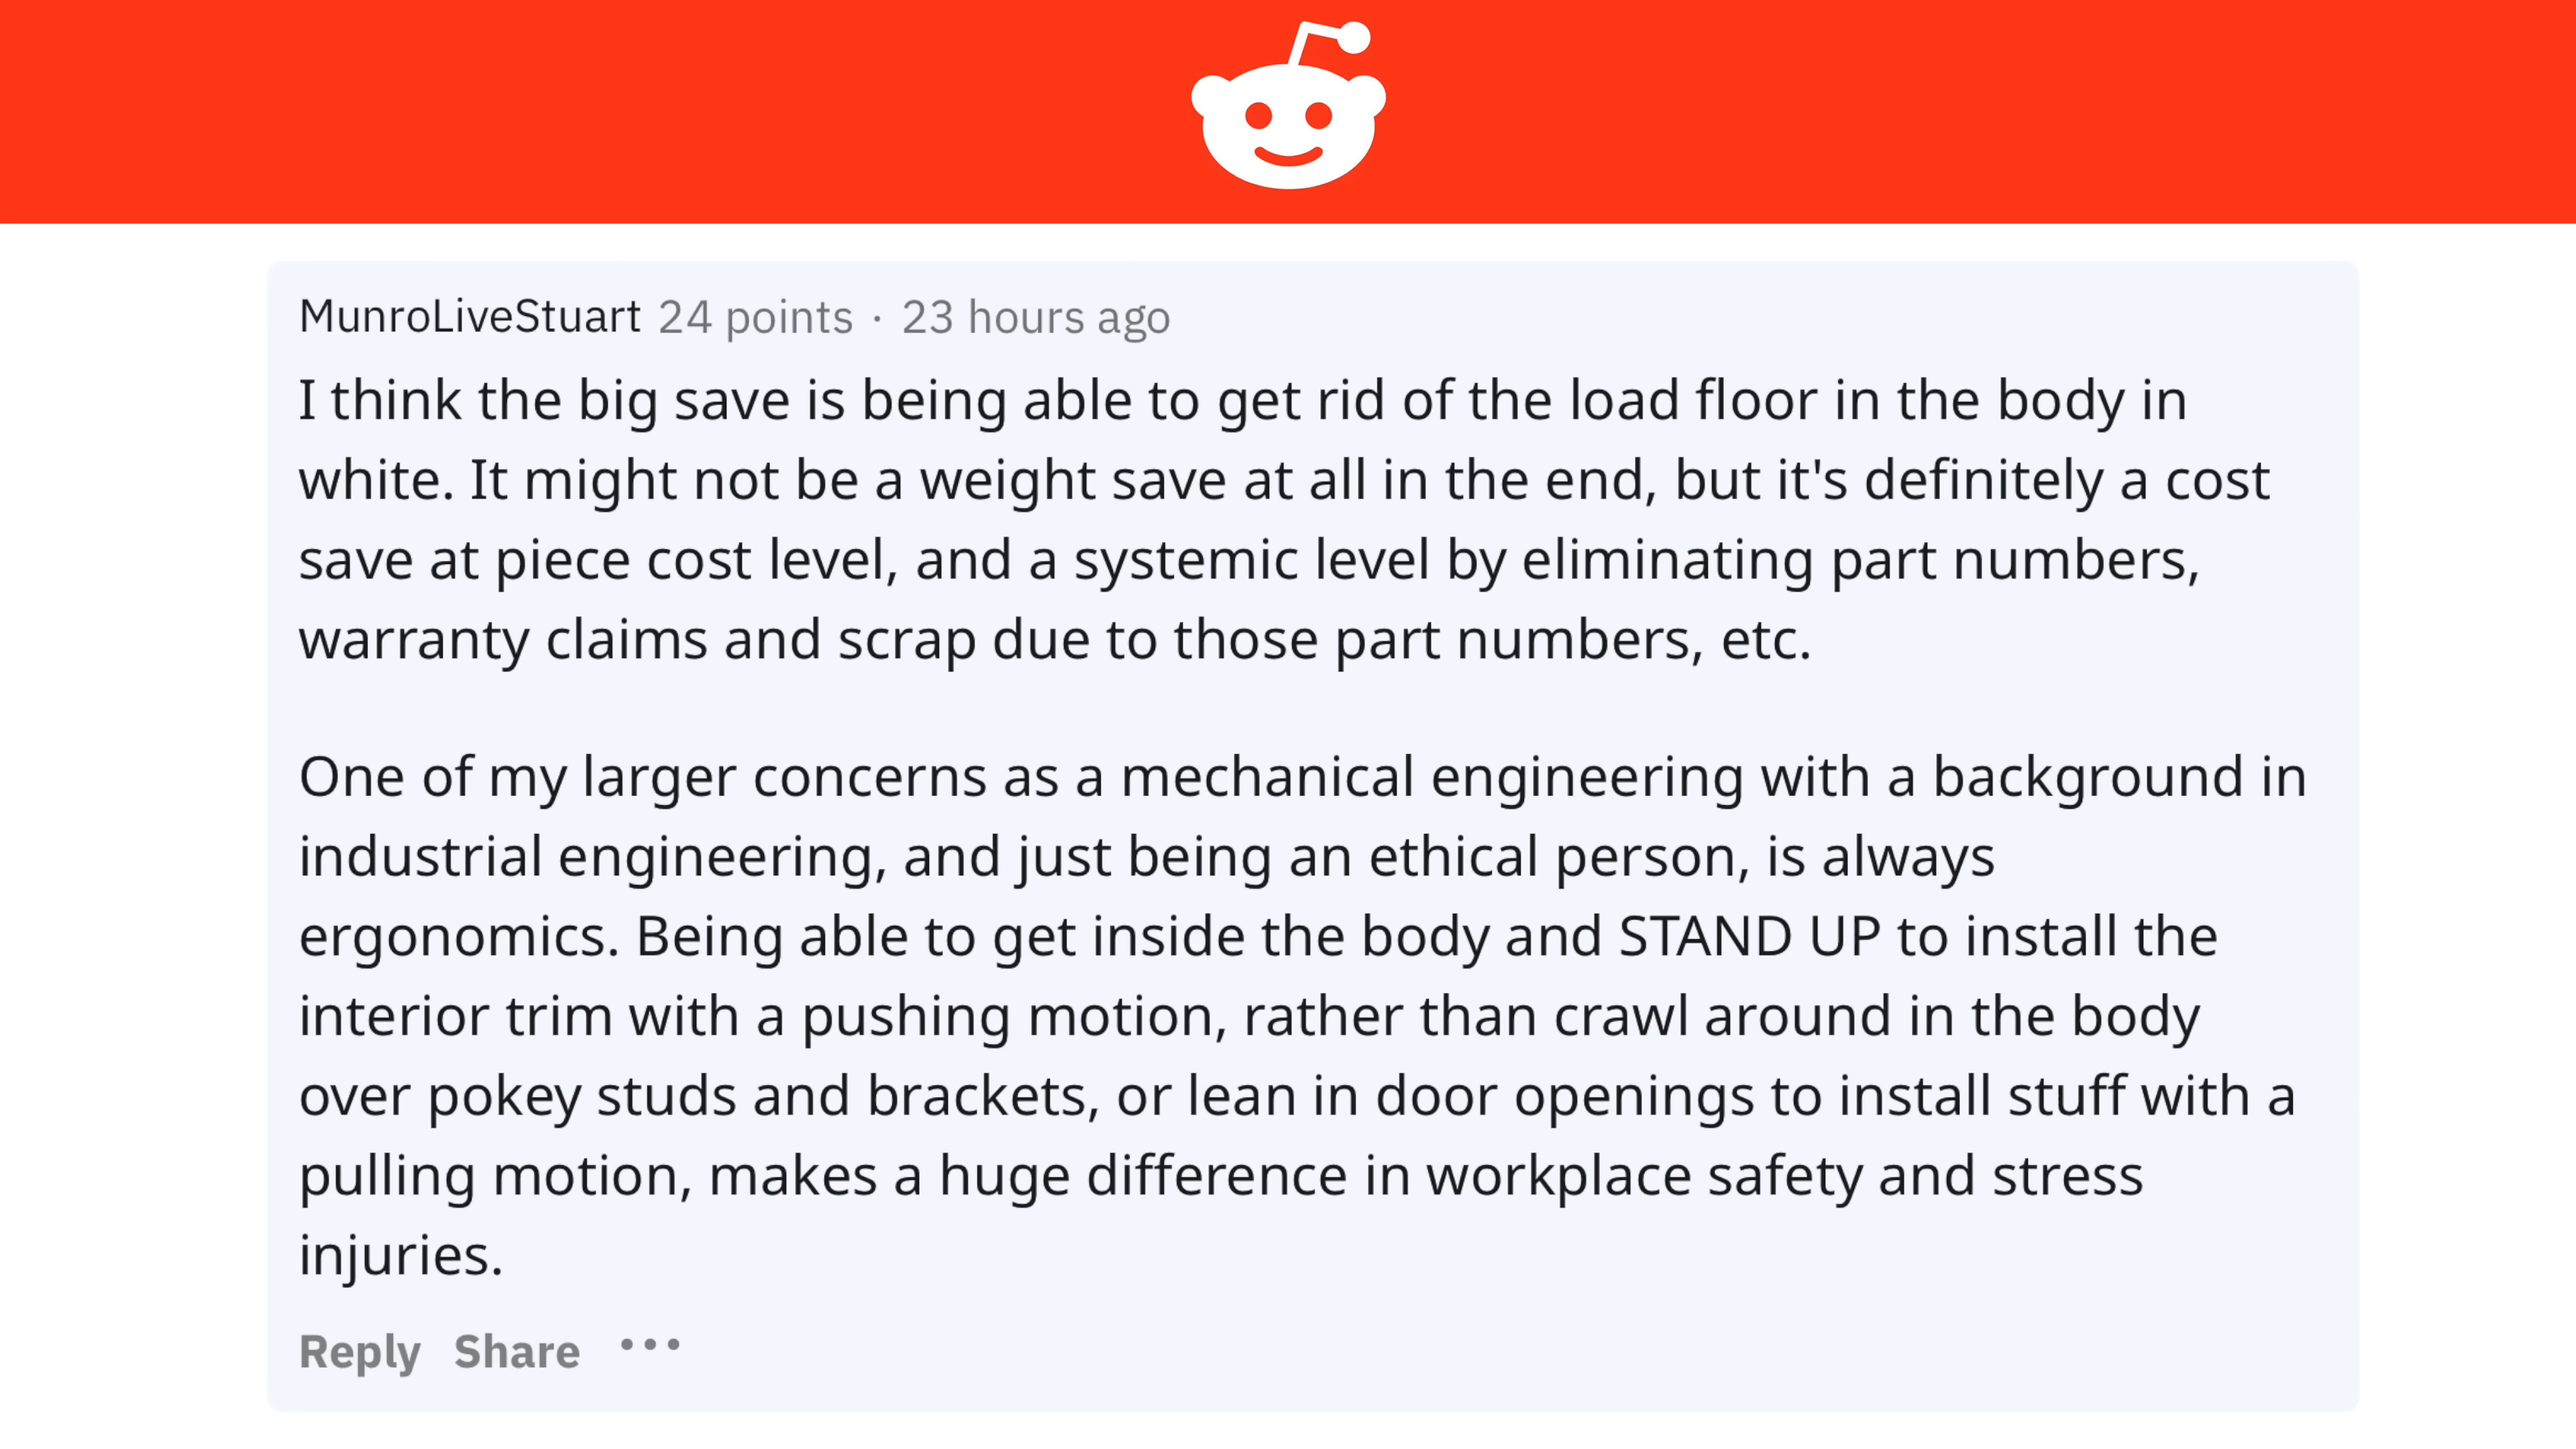 MunroLiveStuart 24 points · 23 hours ago
I think the big save is being able to get rid of the load floor in the body in
white. It might not be a weight save at all in the end, but it's definitely a cost
save at piece cost level, and a systemic level by eliminating part numbers,
warranty claims and scrap due to those part numbers, etc.
One of my larger concerns as a mechanical engineering with a background in
industrial engineering, and just being an ethical person, is always
ergonomics. Being able to get inside the body and STAND UP to install the
interior trim with a pushing motion, rather than crawl around in the body
over pokey studs and brackets, or lean in door openings to install stuff with a
pulling motion, makes a huge difference in workplace safety and stress
injuries.
Reply Share •••